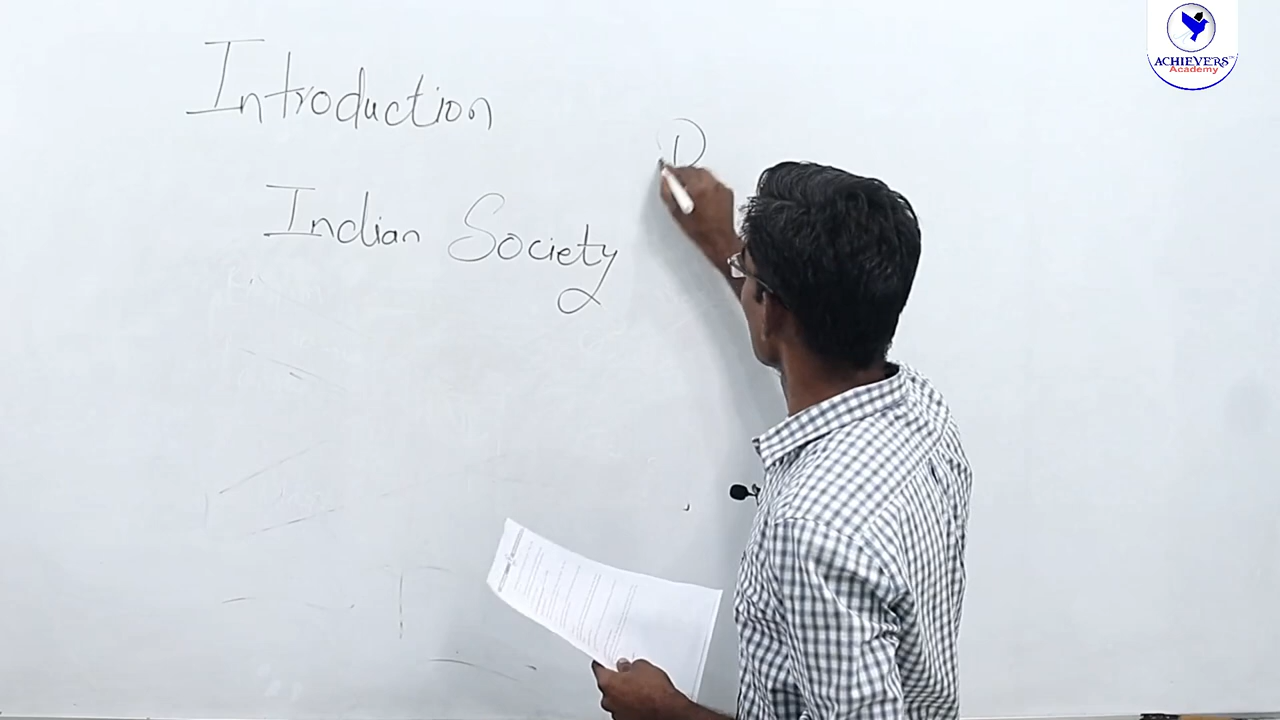 Introduction
Indian Society
D
ACHIEVERS
Academy